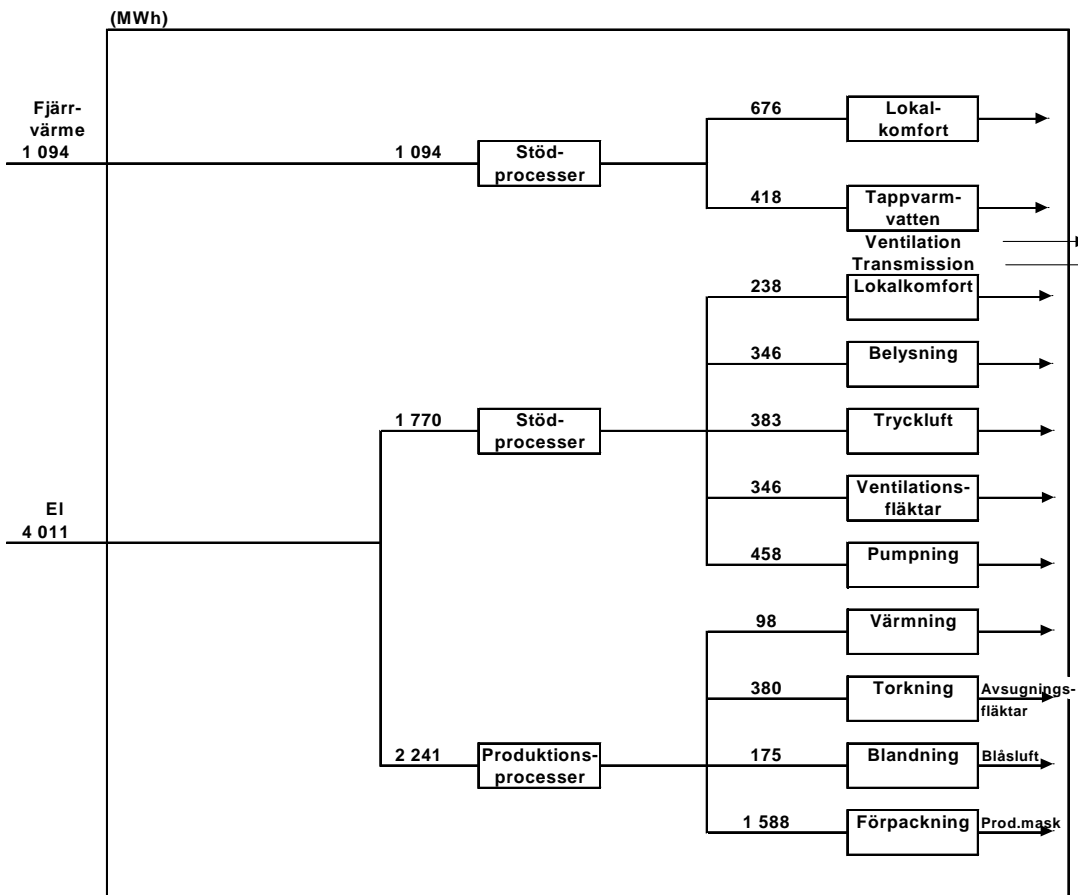 (MWh)
Fjärr-
värme
1 094
1 094
Stöd-
processer
676
Lokal-
komfort
418
Tappvarm-
vatten
Ventilation
Transmission
238
Lokalkomfort
346
Belysning
1 770
Stöd-
processer
383
Tryckluft
346
Ventilations-
fläktar
El
4 011
458
Pumpning
98
Värmning
380
Torkning
Avsugnings-
fläktar
2 241
Produktions-
processer
175
Blandning
Blåsluft
1 588
Förpackning
Prod.mask